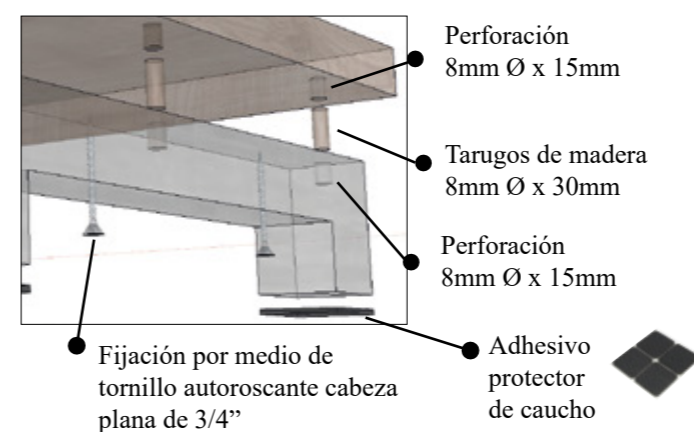 Perforación
8mm Ø x 15mm
Tarugos de madera
8mm Ø x 30mm
Perforación
8mm Ø x 15mm
Fijación por medio de
tornillo autoroscante cabeza
plana de 3/4”
Adhesivo
protector
de caucho